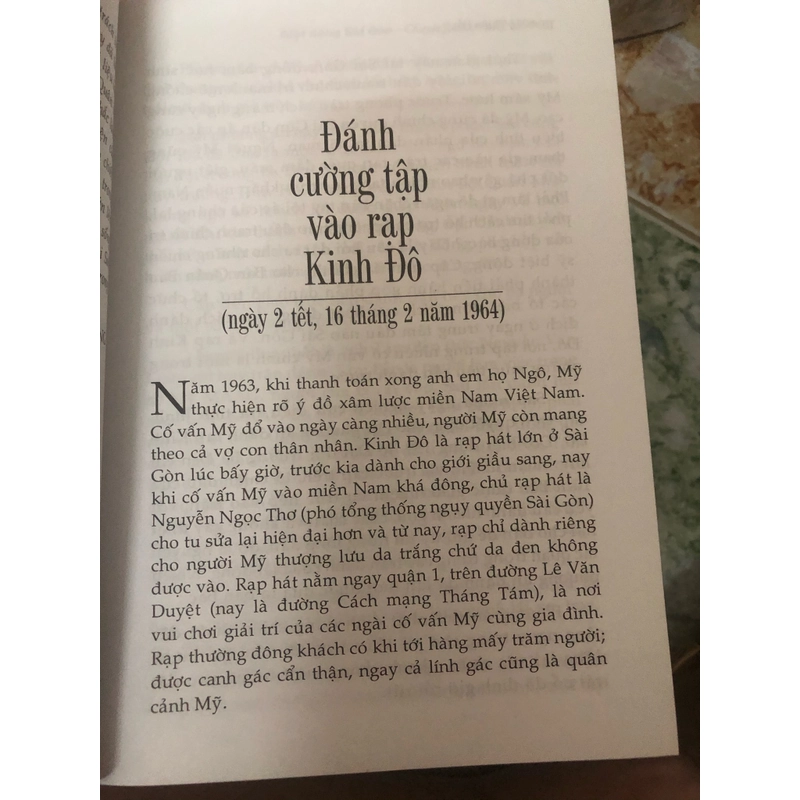 Đánh
cường tập
vào rạp
Kinh Đô
(ngày 2 tết, 16 tháng 2 năm 1964)
Năm 1963, khi thanh toán xong anh em họ Ngô, Mỹ
thực hiện rõ ý đồ xâm lược miền Nam Việt Nam.
Cố vấn Mỹ đổ vào ngày càng nhiều, người Mỹ còn mang
theo cả vợ con thân nhân. Kinh Đô là rạp hát lớn ở Sài
Gòn lúc bấy giờ, trước kia dành cho giới giầu sang, nay
khi cố vấn Mỹ vào miền Nam khá đông, chủ rạp hát là
Nguyễn Ngọc Thơ (phó tổng thống ngụy quyền Sài Gòn)
cho tu sửa lại hiện đại hơn và từ nay, rạp chỉ dành riêng
cho người Mỹ thượng lưu da trắng chứ da đen không
được vào. Rạp hát nằm ngay quận 1, trên đường Lê Văn
Duyệt (nay là đường Cách mạng Tháng Tám), là nơi
vui chơi giải trí của các ngài cố vấn Mỹ cùng gia đình.
Rạp thường đông khách có khi tới hàng mấy trăm người;
được canh gác cẩn thận, ngay cả lính gác cũng là quân
cảnh Mỹ.